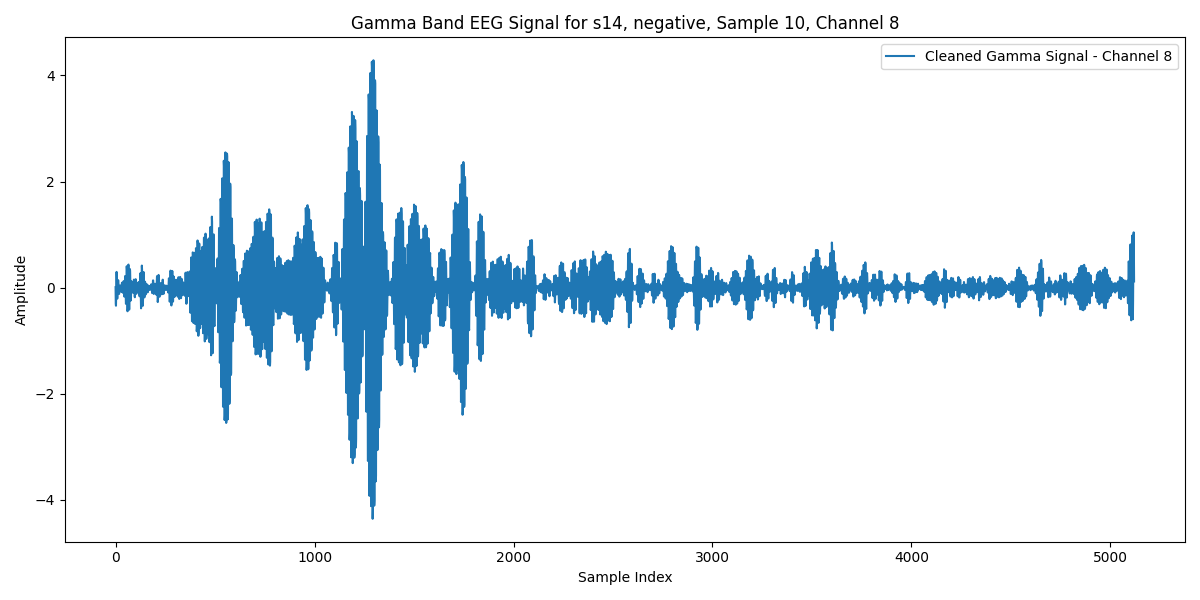 Gamma Band EEG Signal for s14, negative, Sample 10, Channel 8
Cleaned Gamma Signal - Channel 8
Amplitude
4
2
0
−2
−4
0 1000 2000 3000 4000 5000
Sample Index